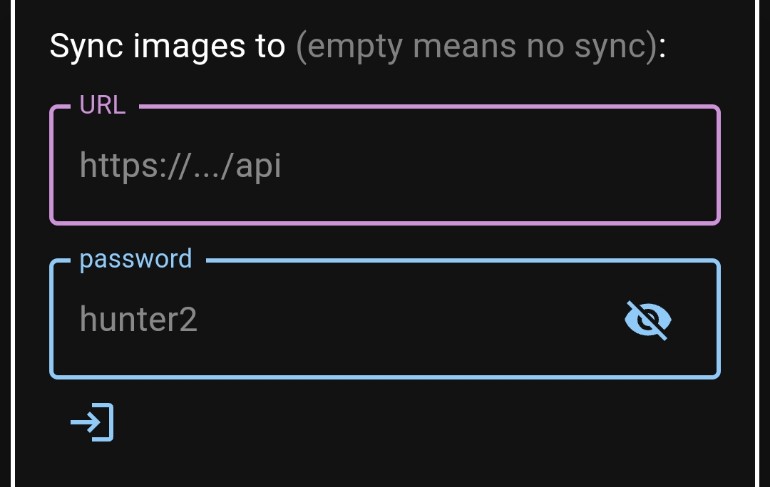 Sync images to (empty means no sync):
URL
https://.../api
password
hunter2